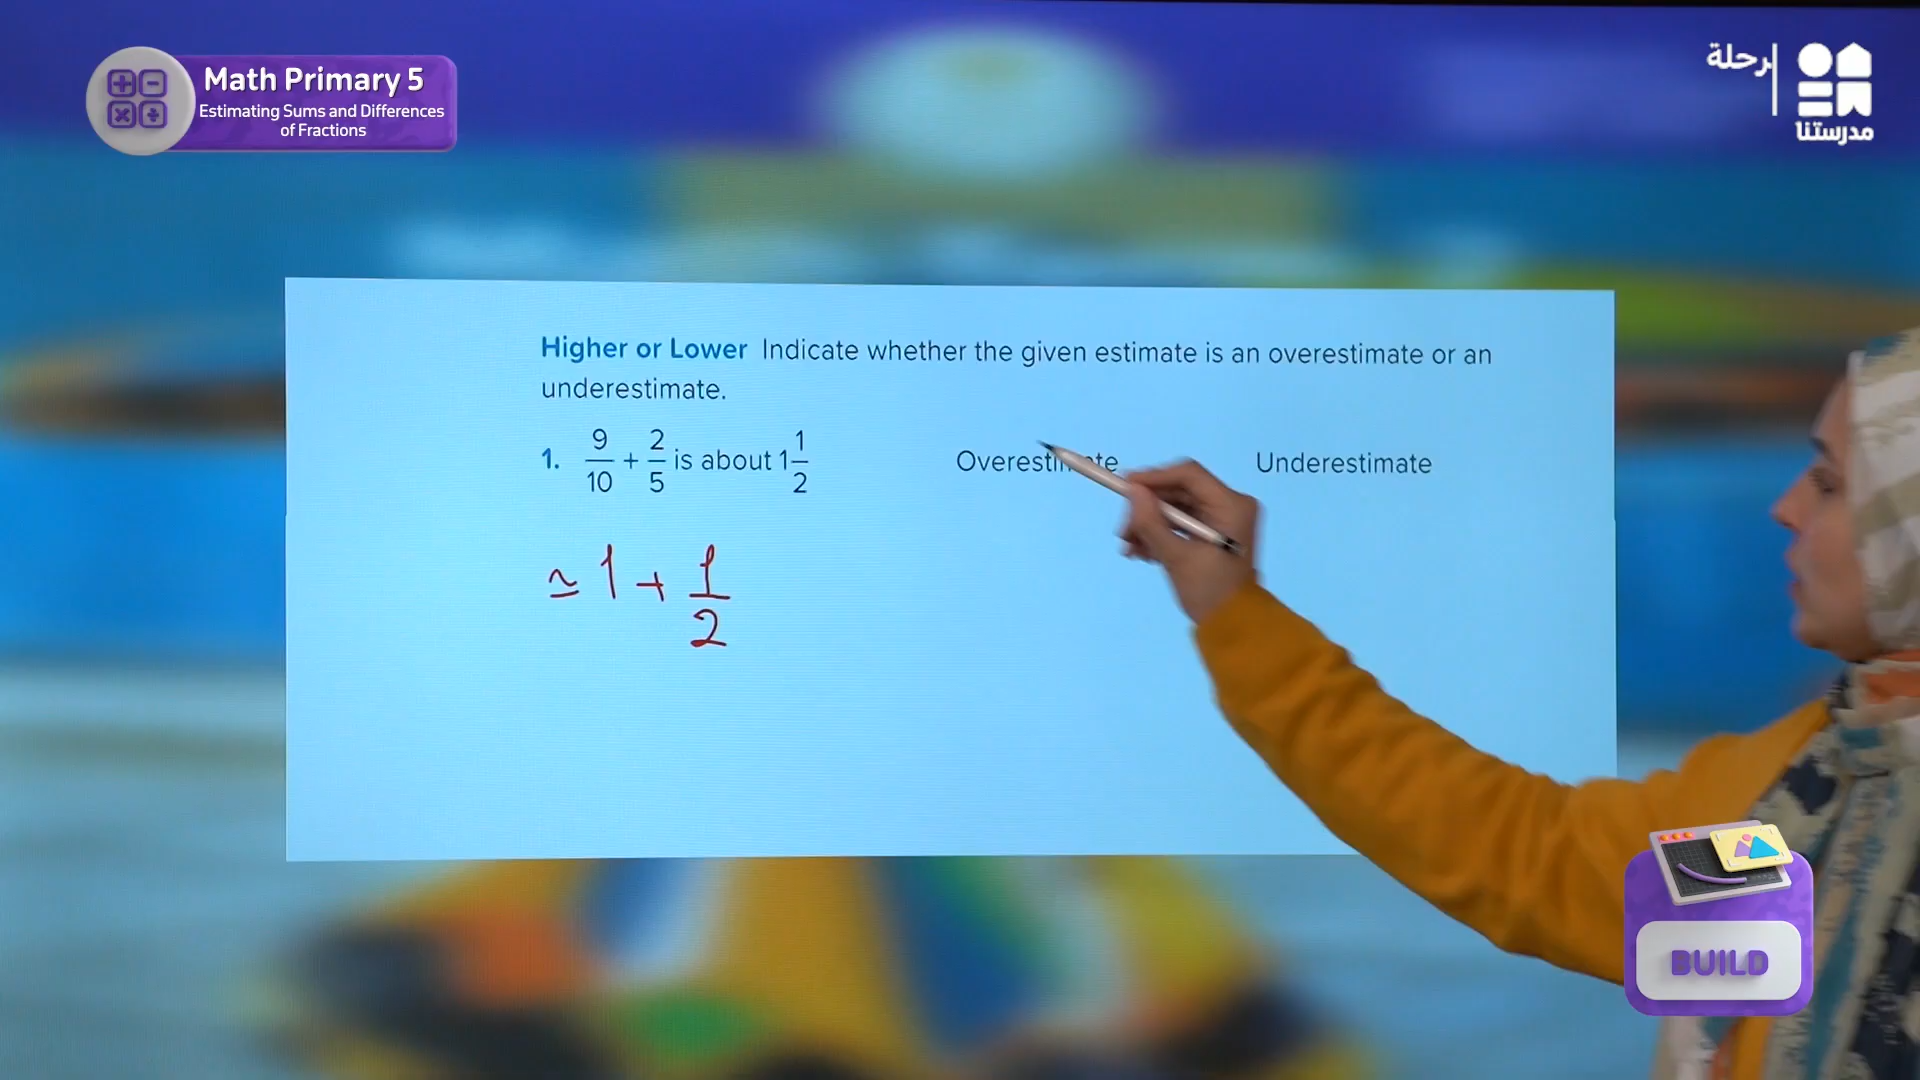 Math Primary 5
Estimating Sums and Differences
of Fractions
رحلة
مدرستنا
Higher or Lower Indicate whether the given estimate is an overestimate or an
underestimate.
1. 9/10 + 2/5 is about 1 1/2 Overestimate Underestimate
≃ 1 + 1/2
BUILD